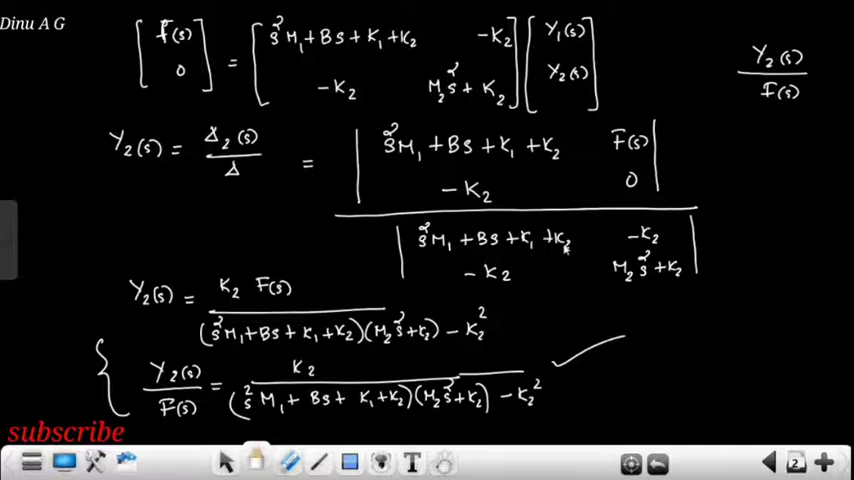 Dinu A G
[F(s) 0] = [s²M₁+Bs+K₁+K₂ -K₂ -K₂ M₂s²+K₂] [Y₁(s) Y₂(s)]
Y₂(s)/F(s)
Y₂(s) = Δ₂(s)/Δ = |s²M₁+Bs+K₁+K₂ F(s) -K₂ 0| / |s²M₁+Bs+K₁+K₂ -K₂ -K₂ M₂s²+K₂|
Y₂(s) = K₂ F(s) / (s²M₁+Bs+K₁+K₂)(M₂s²+K₂) - K₂²
{ Y₂(s)/F(s) = K₂ / (s²M₁+Bs+K₁+K₂)(M₂s²+K₂) - K₂² ✓
subscribe
T 2